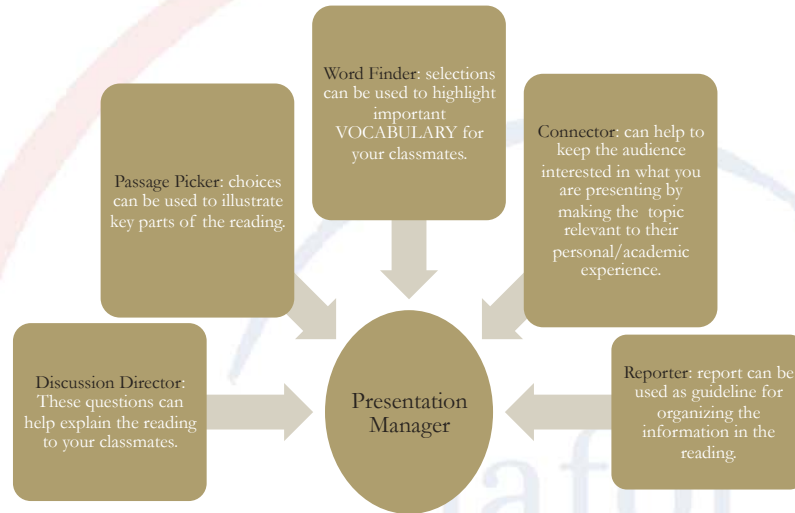 Word Finder: selections
can be used to highlight
important
VOCABULARY for
your classmates.
Connector: can help to
keep the audience
interested in what you
are presenting by
making the topic
relevant to their
personal/academic
experience.
Passage Picker: choices
can be used to illustrate
key parts of the reading.
Discussion Director:
These questions can
help explain the reading
to your classmates.
Presentation
Manager
Reporter: report can be
used as guideline for
organizing the
information in the
reading.